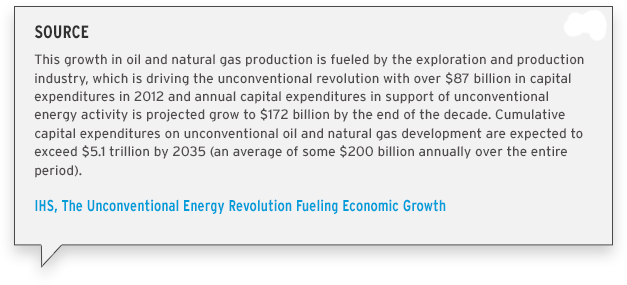 SOURCE
This growth in oil and natural gas production is fueled by the exploration and production
industry, which is driving the unconventional revolution with over $87 billion in capital
expenditures in 2012 and annual capital expenditures in support of unconventional
energy activity is projected grow to $172 billion by the end of the decade. Cumulative
capital expenditures on unconventional oil and natural gas development are expected to
exceed $5.1 trillion by 2035 (an average of some $200 billion annually over the entire
period).
IHS, The Unconventional Energy Revolution Fueling Economic Growth